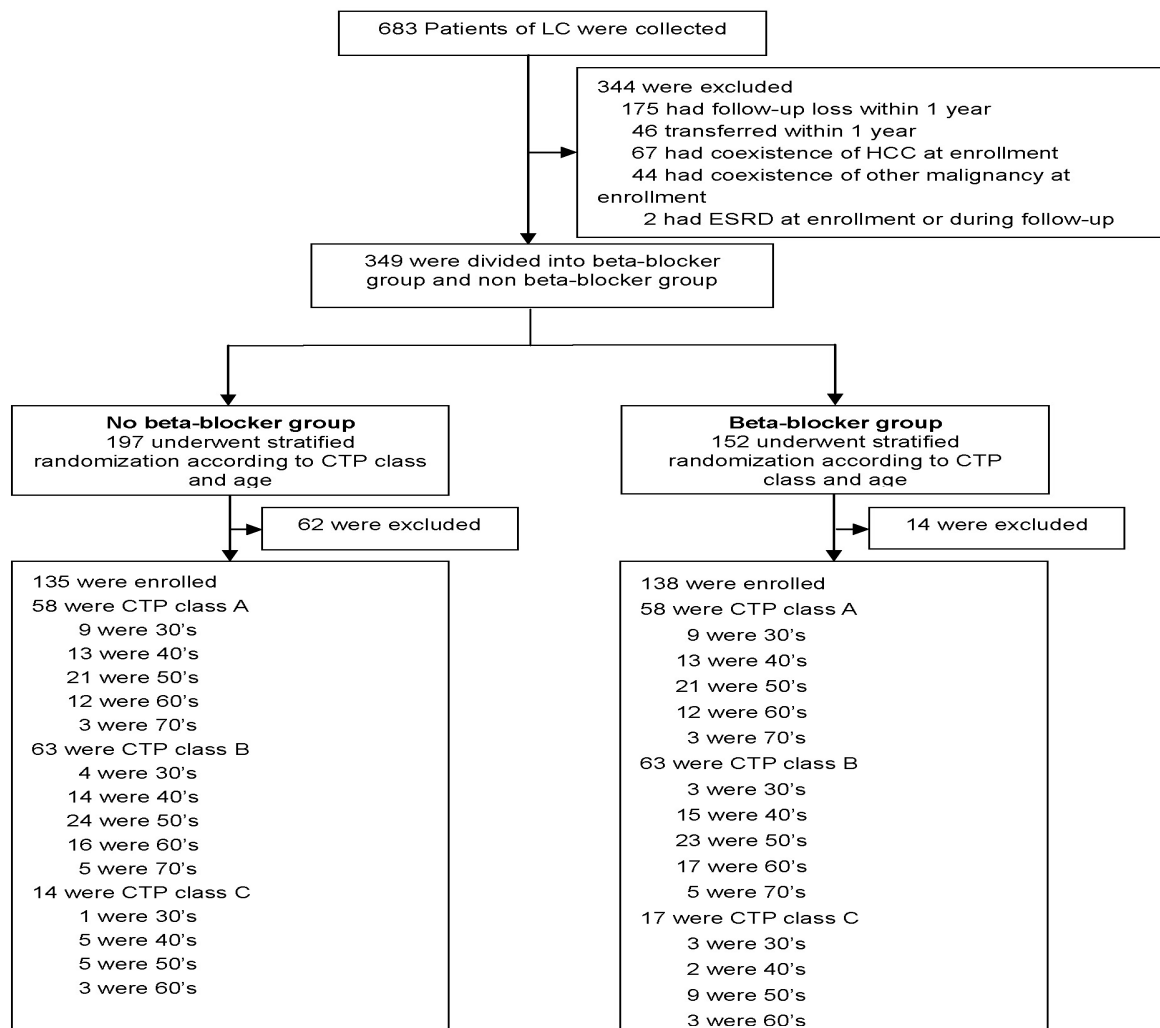 683 Patients of LC were collected
344 were excluded
175 had follow-up loss within 1 year
46 transferred within 1 year
67 had coexistence of HCC at enrollment
44 had coexistence of other malignancy at
enrollment
2 had ESRD at enrollment or during follow-up
349 were divided into beta-blocker
group and non beta-blocker group
No beta-blocker group
197 underwent stratified
randomization according to CTP class
and age
62 were excluded
135 were enrolled
58 were CTP class A
9 were 30's
13 were 40's
21 were 50's
12 were 60's
3 were 70's
63 were CTP class B
4 were 30's
14 were 40's
24 were 50's
16 were 60's
5 were 70's
14 were CTP class C
1 were 30's
5 were 40's
5 were 50's
3 were 60's
Beta-blocker group
152 underwent stratified
randomization according to CTP
class and age
14 were excluded
138 were enrolled
58 were CTP class A
9 were 30's
13 were 40's
21 were 50's
12 were 60's
3 were 70's
63 were CTP class B
3 were 30's
15 were 40's
23 were 50's
17 were 60's
5 were 70's
17 were CTP class C
3 were 30's
2 were 40's
9 were 50's
3 were 60's